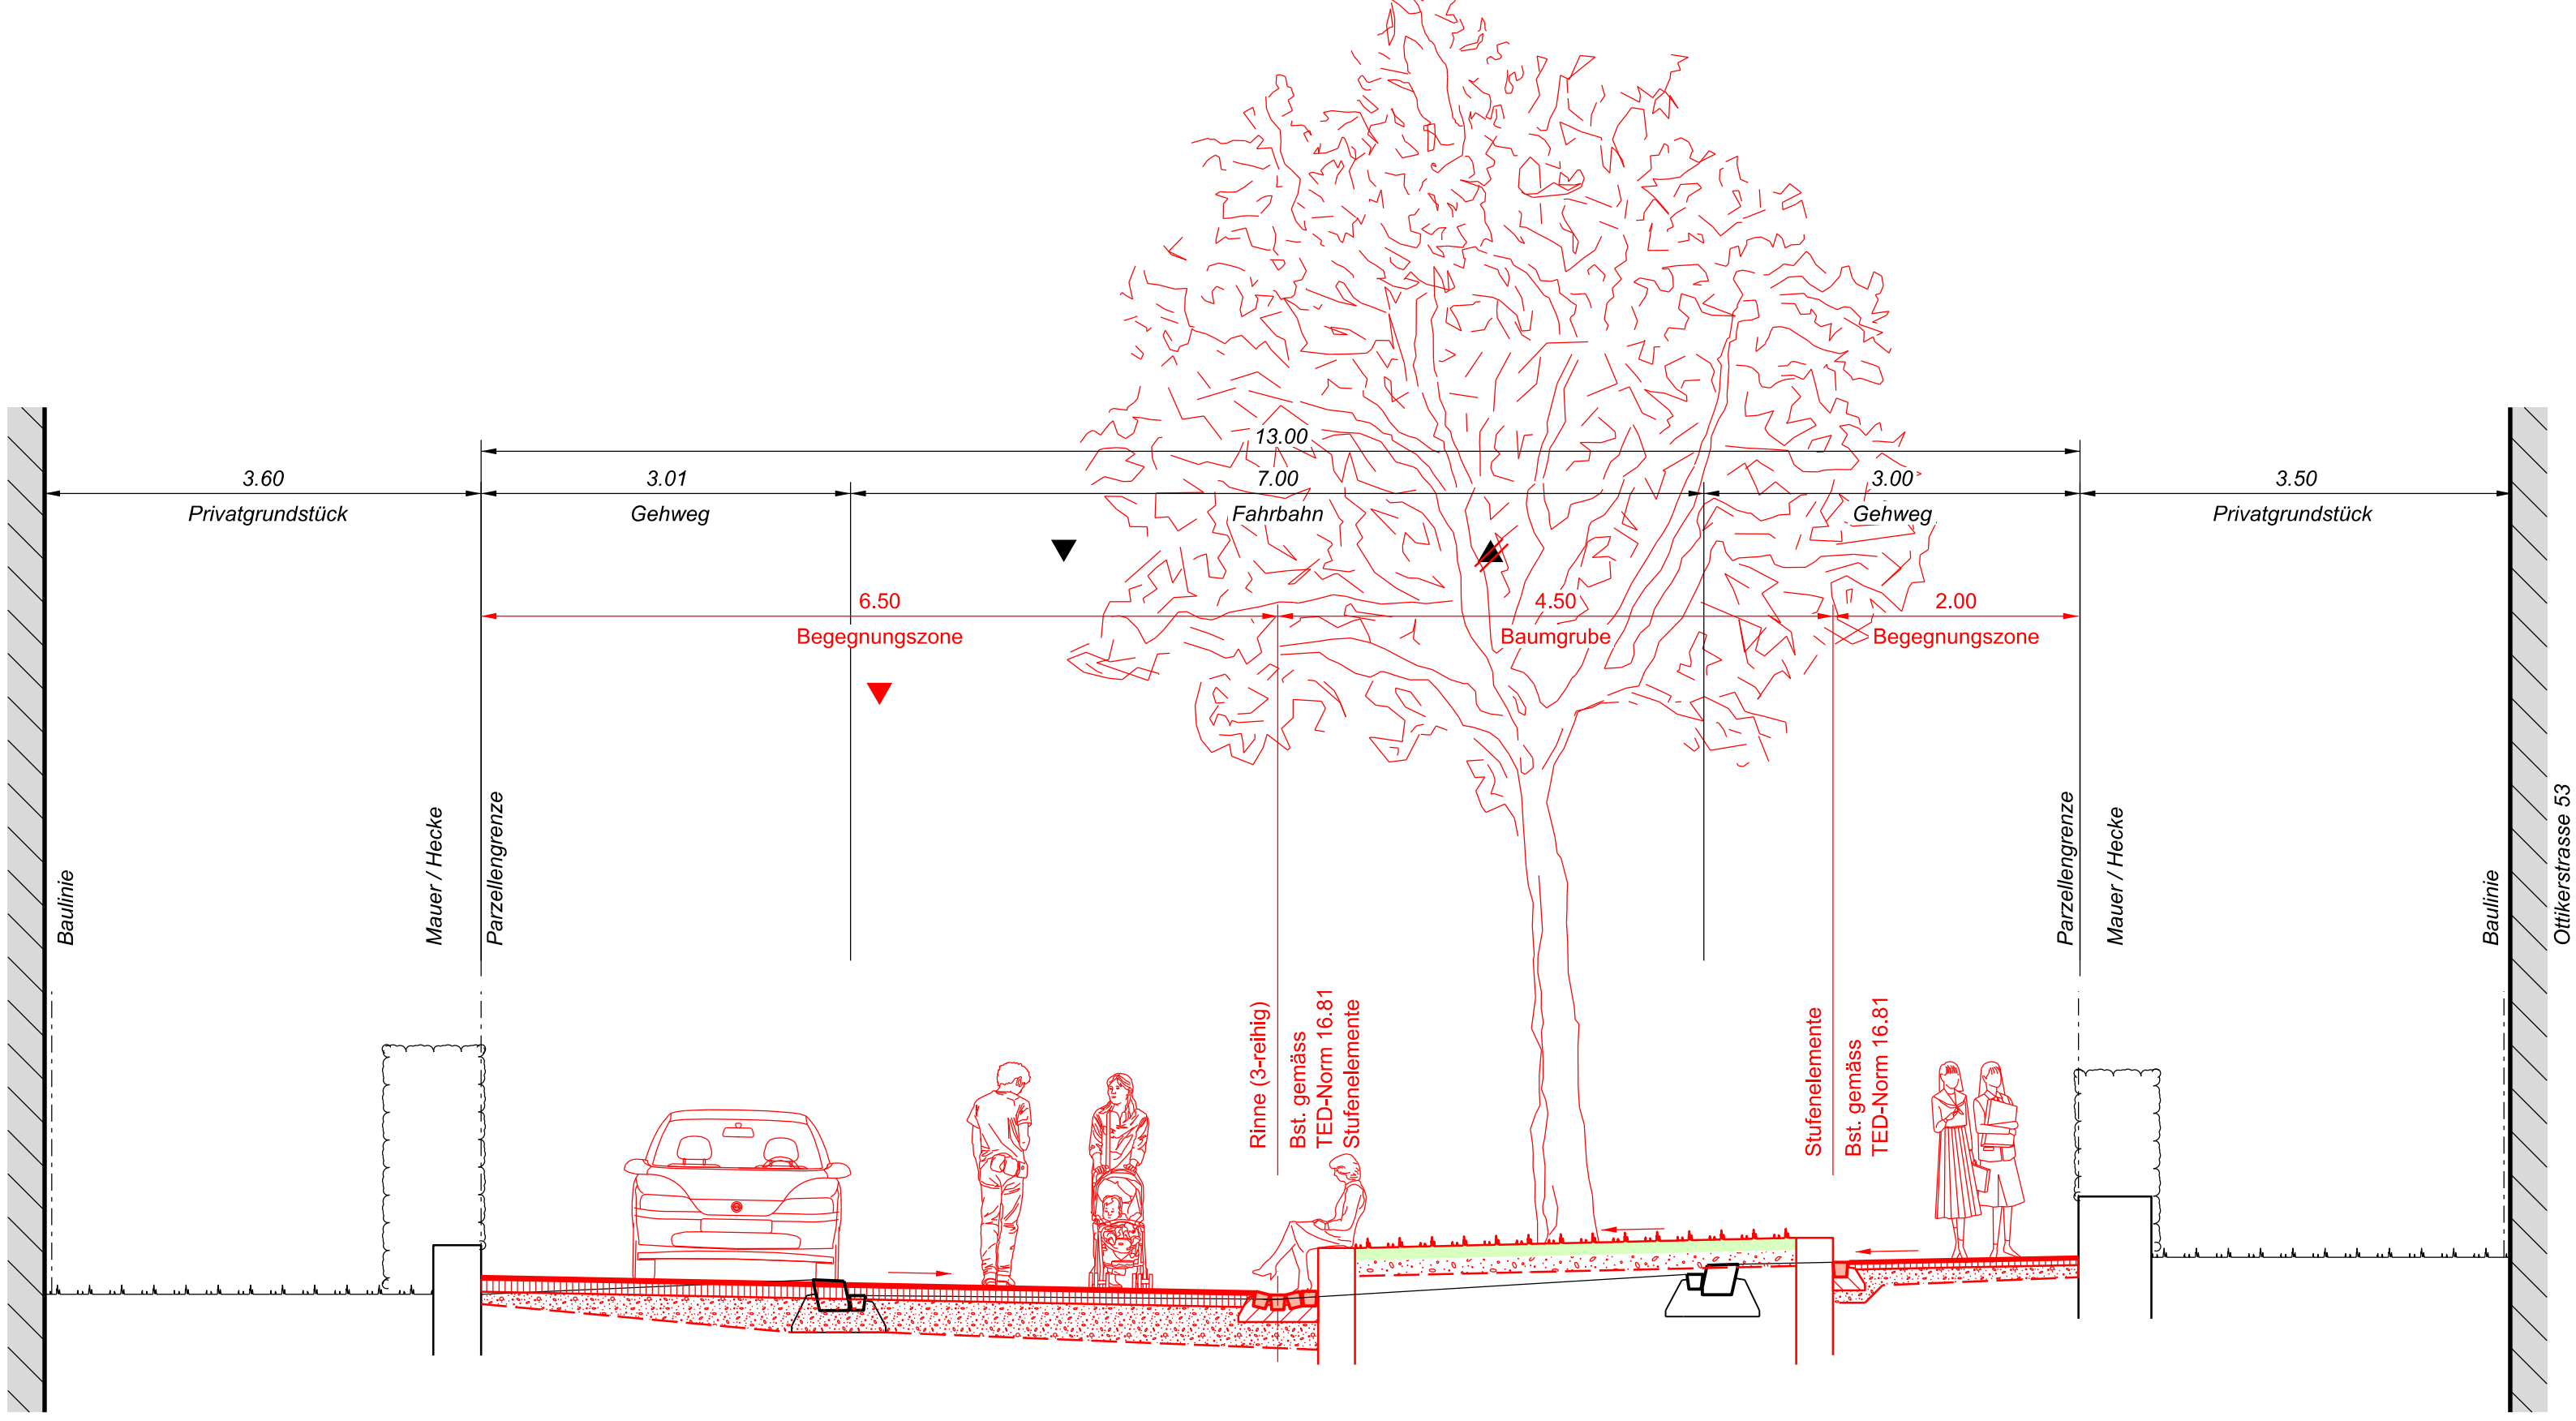 13.00
3.60
3.01
7.00
3.00
3.50
Privatgrundstück
Gehweg
Fahrbahn
Gehweg
Privatgrundstück
6.50
4.50
2.00
Begegnungszone
Baumgrube
Begegnungszone
Baulinie
Mauer / Hecke
Parzellengrenze
Rinne (3-reihig)
Bst. gemäss
TED-Norm 16.81
Stufenelemente
Stufenelemente
Bst. gemäss
TED-Norm 16.81
Parzellengrenze
Mauer / Hecke
Baulinie
Ottikerstrasse 53